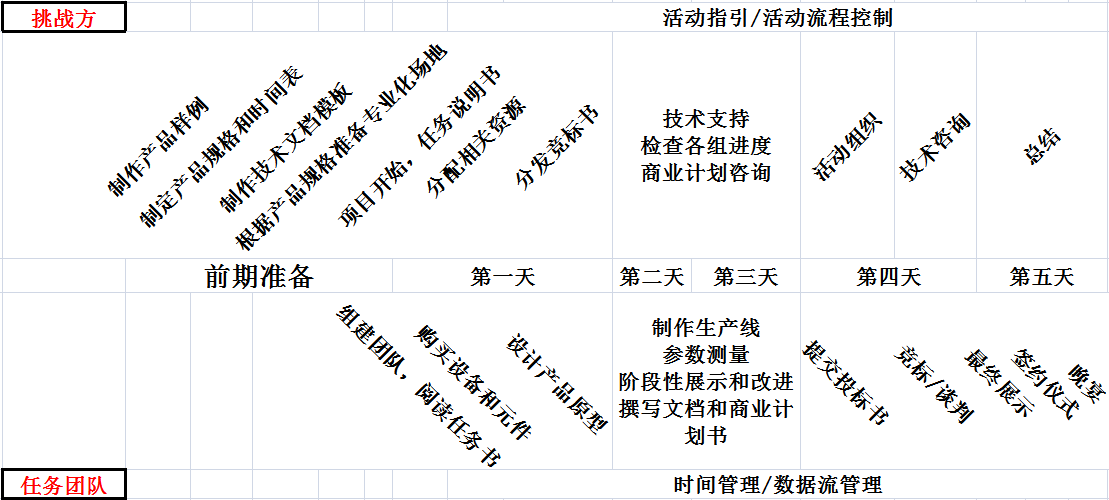 挑战方
活动指引/活动流程控制
制作产品样例
制定产品规格和时间表
制作技术文档模板
根据产品规格准备专业化场地
项目开始，任务说明书
分配相关资源
分发竞标书
技术支持
检查各组进度
商业计划咨询
活动组织
技术咨询
总结
前期准备
第一天
第二天
第三天
第四天
第五天
组建团队，阅读任务书
购买设备和元件
设计产品原型
制作生产线
参数测量
阶段性展示和改进
撰写文档和商业计
划书
提交投标书
竞标/谈判
最终展示
签约仪式
晚宴
任务团队
时间管理/数据流管理